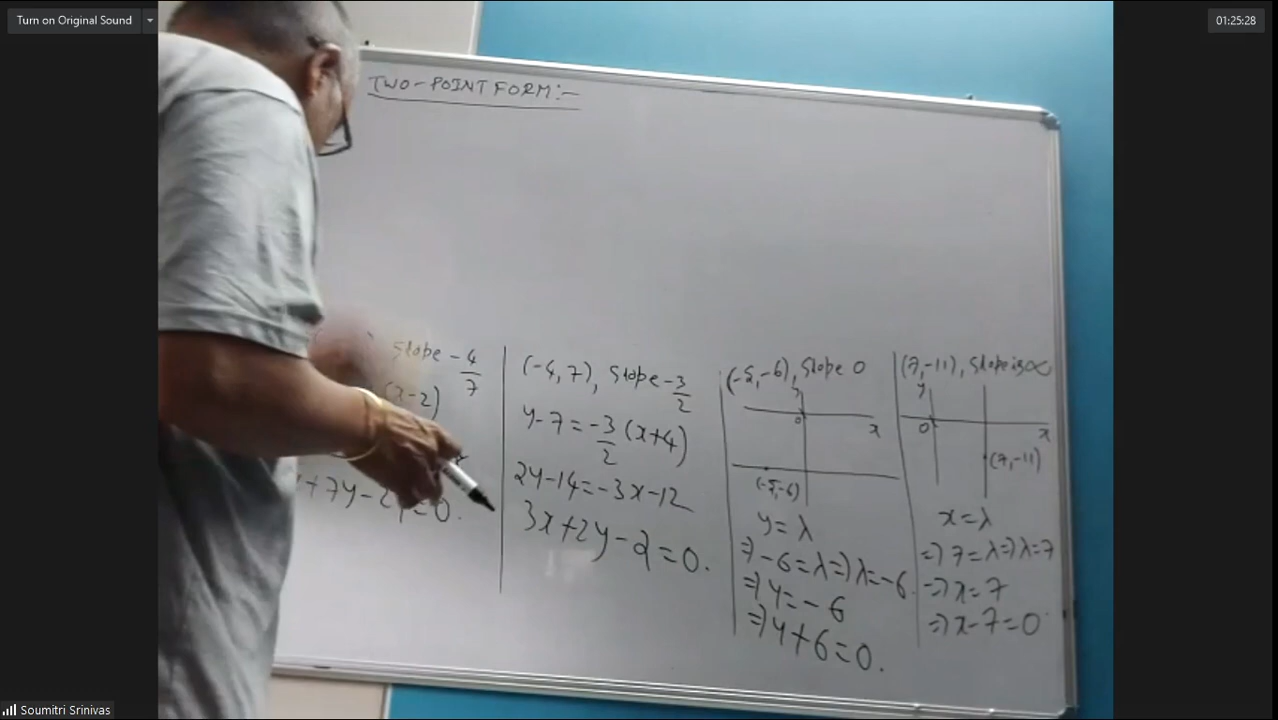 Turn on Original Sound
01:25:28
TWO-POINT FORM:-
slope -4/7
(x-2)
+7y-2 =0.
(-4, 7), slope -3/2
y-7=-3/2(x+4)
2y-14=-3x-12
3x+2y-2=0.
(-5,-6), slope 0
y
0
x
(-5,-6)
y=λ
⇒-6=λ⇒λ=-6
⇒y=-6
⇒y+6=0.
(7,-11), slope is ∞
y
0
x
(7,-11)
x=λ
⇒7=λ⇒λ=7
⇒x=7
⇒x-7=0
Soumitri Srinivas